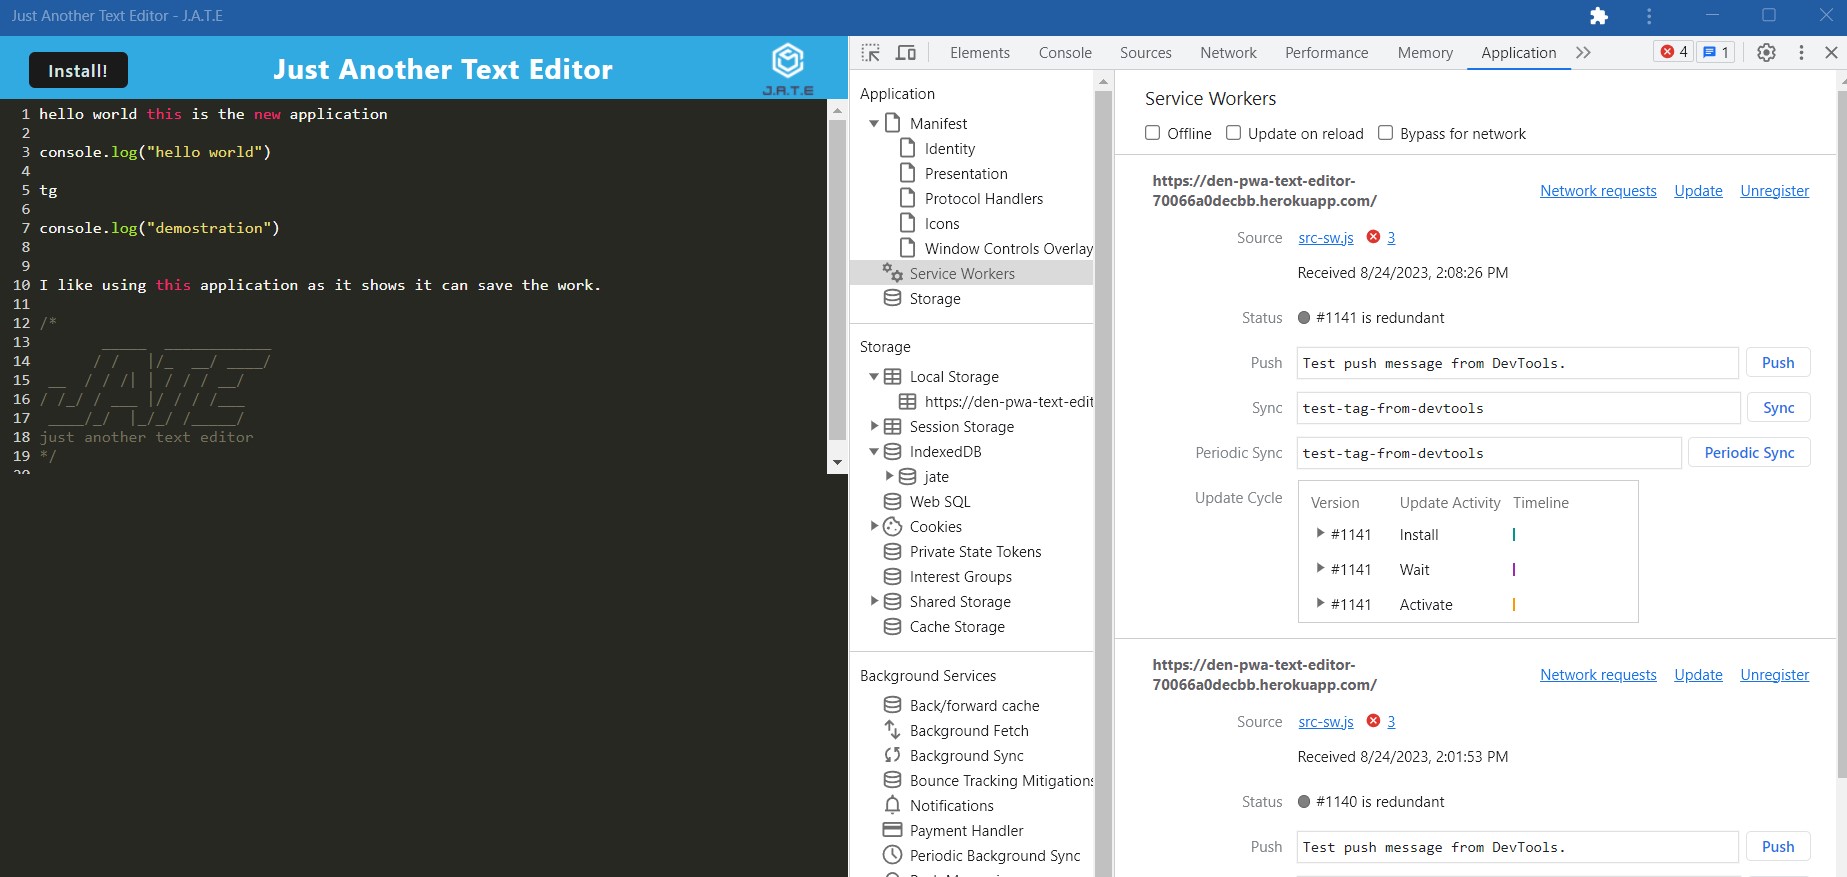 Just Another Text Editor - J.A.T.E
Install!
Just Another Text Editor
J.A.T.E
1 hello world this is the new application
2
3 console.log("hello world")
4
5 tg
6
7 console.log("demostration")
8
9
10 I like using this application as it shows it can save the work.
11
12 /*
13
14
15
16
17
18 just another text editor
19 */
20
Elements Console Sources Network Performance Memory Application 4 1
Application
Manifest
Identity
Presentation
Protocol Handlers
Icons
Window Controls Overlay
Service Workers
Storage
Storage
Local Storage
https://den-pwa-text-edit
Session Storage
IndexedDB
jate
Web SQL
Cookies
Private State Tokens
Interest Groups
Shared Storage
Cache Storage
Background Services
Back/forward cache
Background Fetch
Background Sync
Bounce Tracking Mitigations
Notifications
Payment Handler
Periodic Background Sync
Service Workers
Offline Update on reload Bypass for network
https://den-pwa-text-editor-
70066a0decbb.herokuapp.com/
Network requests Update Unregister
Source src-sw.js 3
Received 8/24/2023, 2:08:26 PM
Status #1141 is redundant
Push Test push message from DevTools. Push
Sync test-tag-from-devtools Sync
Periodic Sync test-tag-from-devtools Periodic Sync
Update Cycle Version Update Activity Timeline
#1141 Install
#1141 Wait
#1141 Activate
https://den-pwa-text-editor-
70066a0decbb.herokuapp.com/
Network requests Update Unregister
Source src-sw.js 3
Received 8/24/2023, 2:01:53 PM
Status #1140 is redundant
Push Test push message from DevTools. Push